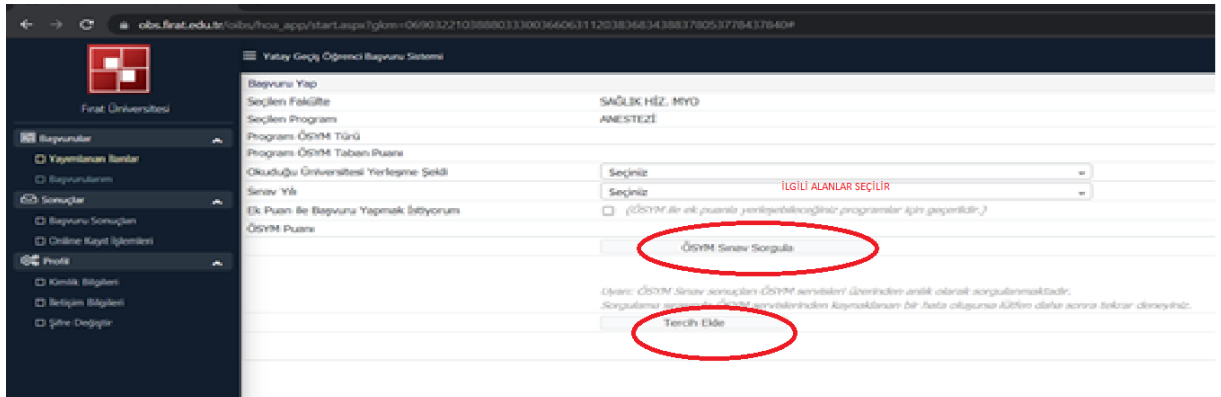 obs.firat.edu.tr/oibs/hoa_app/start.aspx?gkm=
Yatay Geçiş Öğrenci Başvuru Sistemi
Fırat Üniversitesi
Başvurular
Yayımlanan İlanlar
Başvurularım
Sonuçlar
Başvuru Sonuçları
Online Kayıt İşlemleri
Profil
Kimlik Bilgileri
İletişim Bilgileri
Şifre Değiştir
Başvuru Yap
Seçilen Fakülte SAĞLIK HİZ. MYO
Seçilen Program ANESTEZİ
Program ÖSYM Türü
Program ÖSYM Taban Puanı
Okuduğu Üniversitesi Yerleşme Şekli Seçiniz
Sınav Yılı Seçiniz İLGİLİ ALANLAR SEÇİLİR
Ek Puan ile Başvuru Yapmak İstiyorum (ÖSYM ile ek puanla yerleşebileceğiniz programlar için geçerlidir.)
ÖSYM Puanı
ÖSYM Sınav Sorgula
Uyarı: ÖSYM Sınav sonuçları ÖSYM servisleri üzerinden anlık olarak sorgulanmaktadır.
Sorgulama sırasında ÖSYM servislerinden kaynaklanan bir hata oluşursa lütfen daha sonra tekrar deneyiniz.
Tercih Ekle